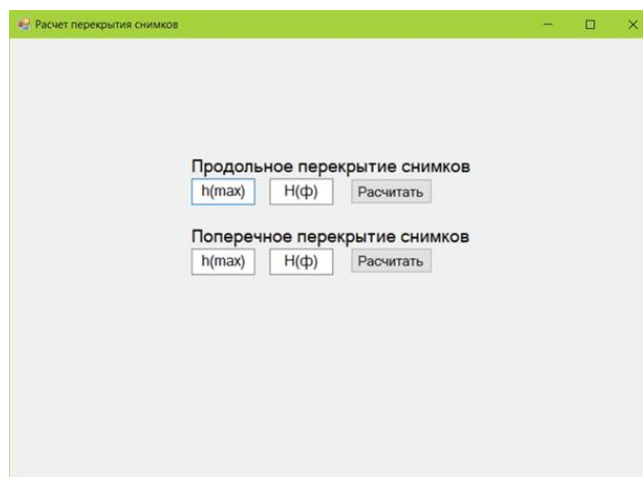 Расчет перекрытия снимков
Продольное перекрытие снимков
h(max) H(ф) Расчитать
Поперечное перекрытие снимков
h(max) H(ф) Расчитать